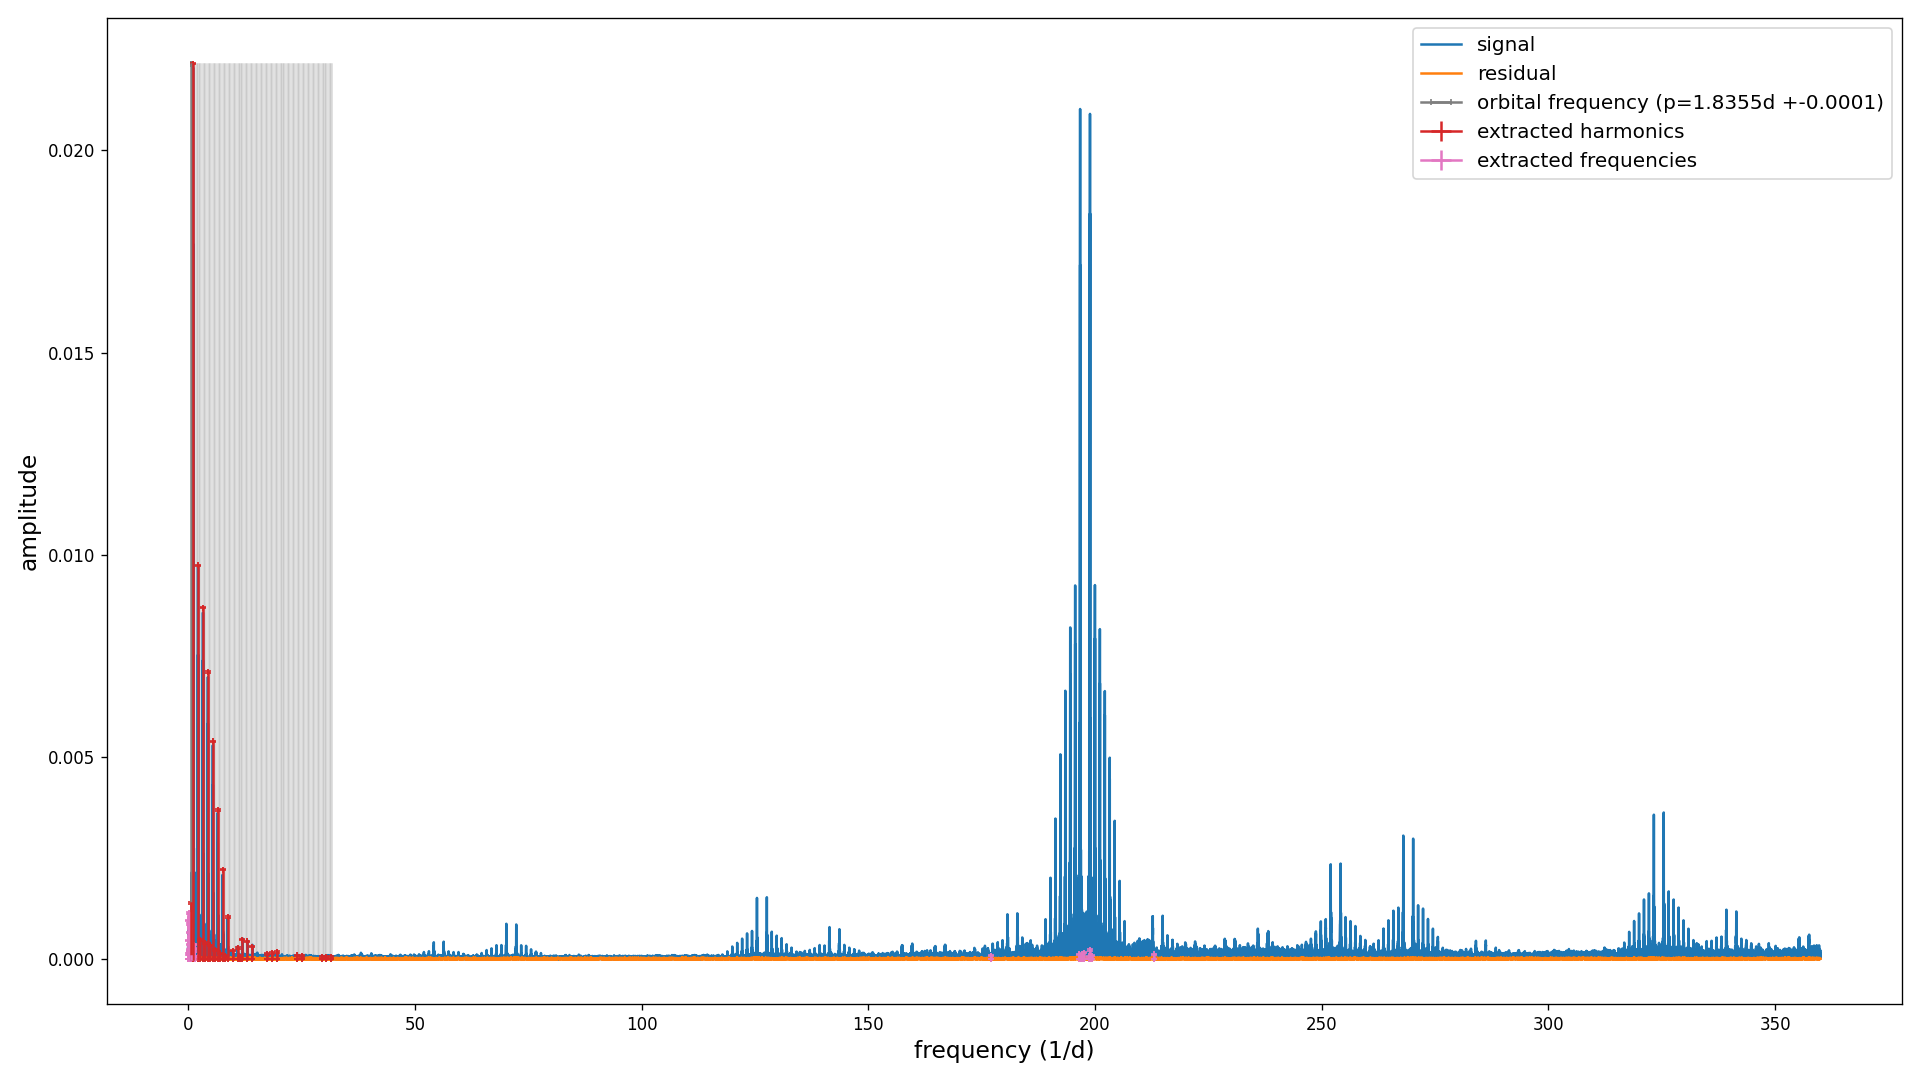 signal
residual
orbital frequency (p=1.8355d +-0.0001)
extracted harmonics
extracted frequencies
0.020
0.015
0.010
0.005
0.000
amplitude
0 50 100 150 200 250 300 350
frequency (1/d)